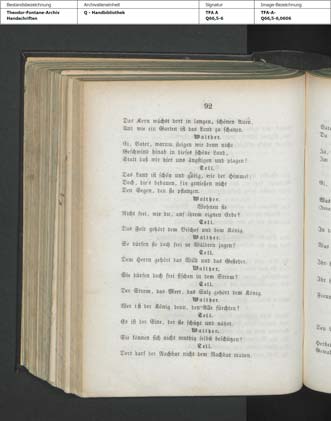 Bestandsbezeichnung
Archivalieneinheit
Signatur
Image-Bezeichnung
Theodor-Fontane-Archiv
Handschriften
Q - Handbibliothek
TFA A
Q66,5-6
TFA-A-
Q66,5-6,0606
92
Das Korn wächst dort in langen, schönen Auen,
Und wie ein Garten ist das Land zu schauen.
Walther.
Ei, Vater, warum steigen wir denn nicht
Geschwind hinab in dieses schöne Land,
Statt daß wir hier uns ängstigen und plagen?
Tell.
Das Land ist schön und gütig, wie der Himmel;
Doch, die's bebauen, sie genießen nicht
Den Segen, den sie pflanzen.
Walther.
Wohnen sie
Nicht frei, wie du, auf ihrem eignen Erbe?
Tell.
Das Feld gehört dem Bischof und dem König.
Walther.
So dürfen sie doch frei in Wäldern jagen?
Tell.
Dem Herrn gehört das Wild und das Gefieder.
Walther.
Sie dürfen doch frei fischen in dem Strom?
Tell.
Der Strom, das Meer, das Salz gehört dem König.
Walther.
Wer ist der König denn, den Alle fürchten?
Tell.
Es ist der Eine, der sie schützt und nährt.
Walther.
Sie können sich nicht muthig selbst beschützen?
Tell.
Dort darf der Nachbar nicht dem Nachbar trauen.